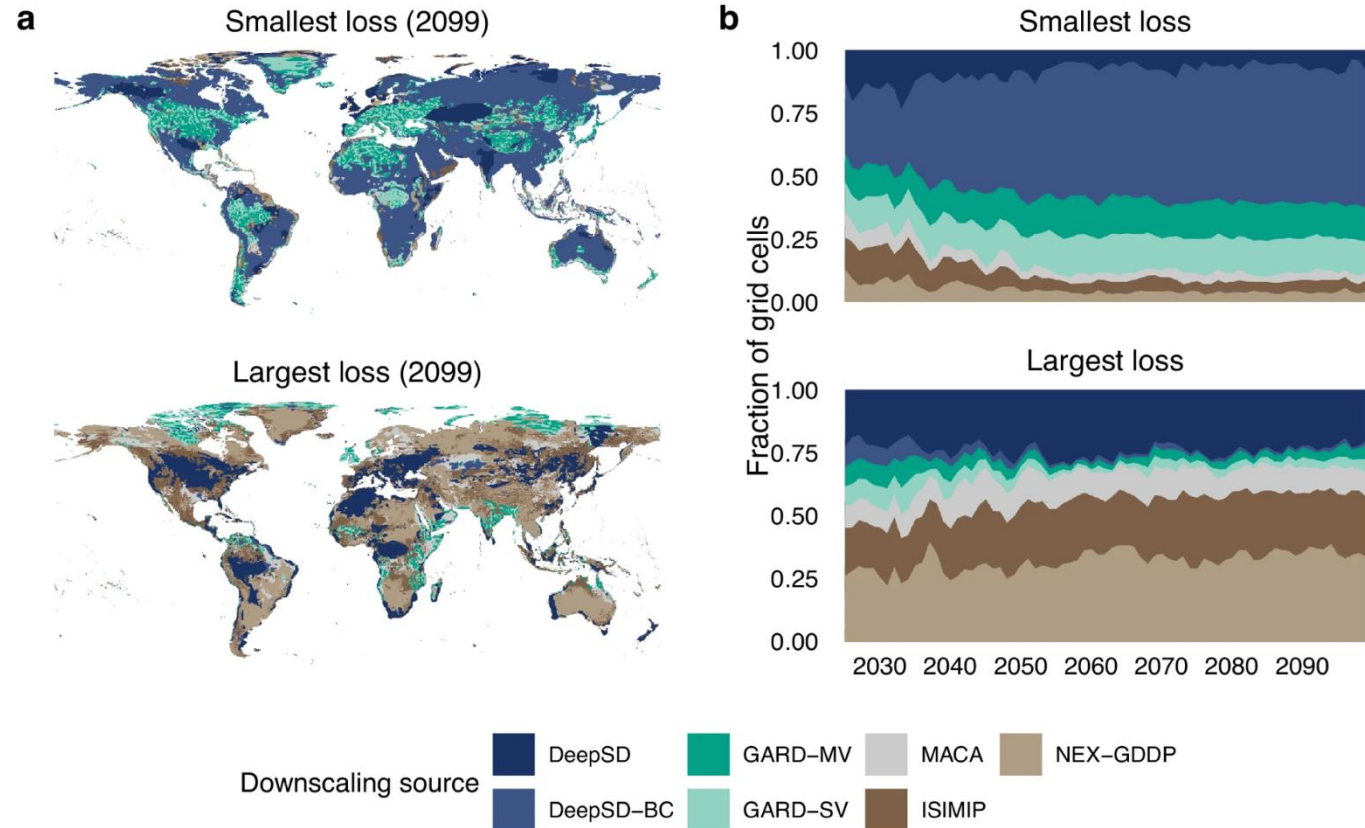 a
Smallest loss (2099)
Largest loss (2099)
b
Smallest loss
1.00
0.75
0.50
0.25
0.00
Fraction of grid cells
Largest loss
1.00
0.75
0.50
0.25
0.00
2030 2040 2050 2060 2070 2080 2090
Downscaling source
DeepSD
GARD−MV
MACA
NEX−GDDP
DeepSD−BC
GARD−SV
ISIMIP